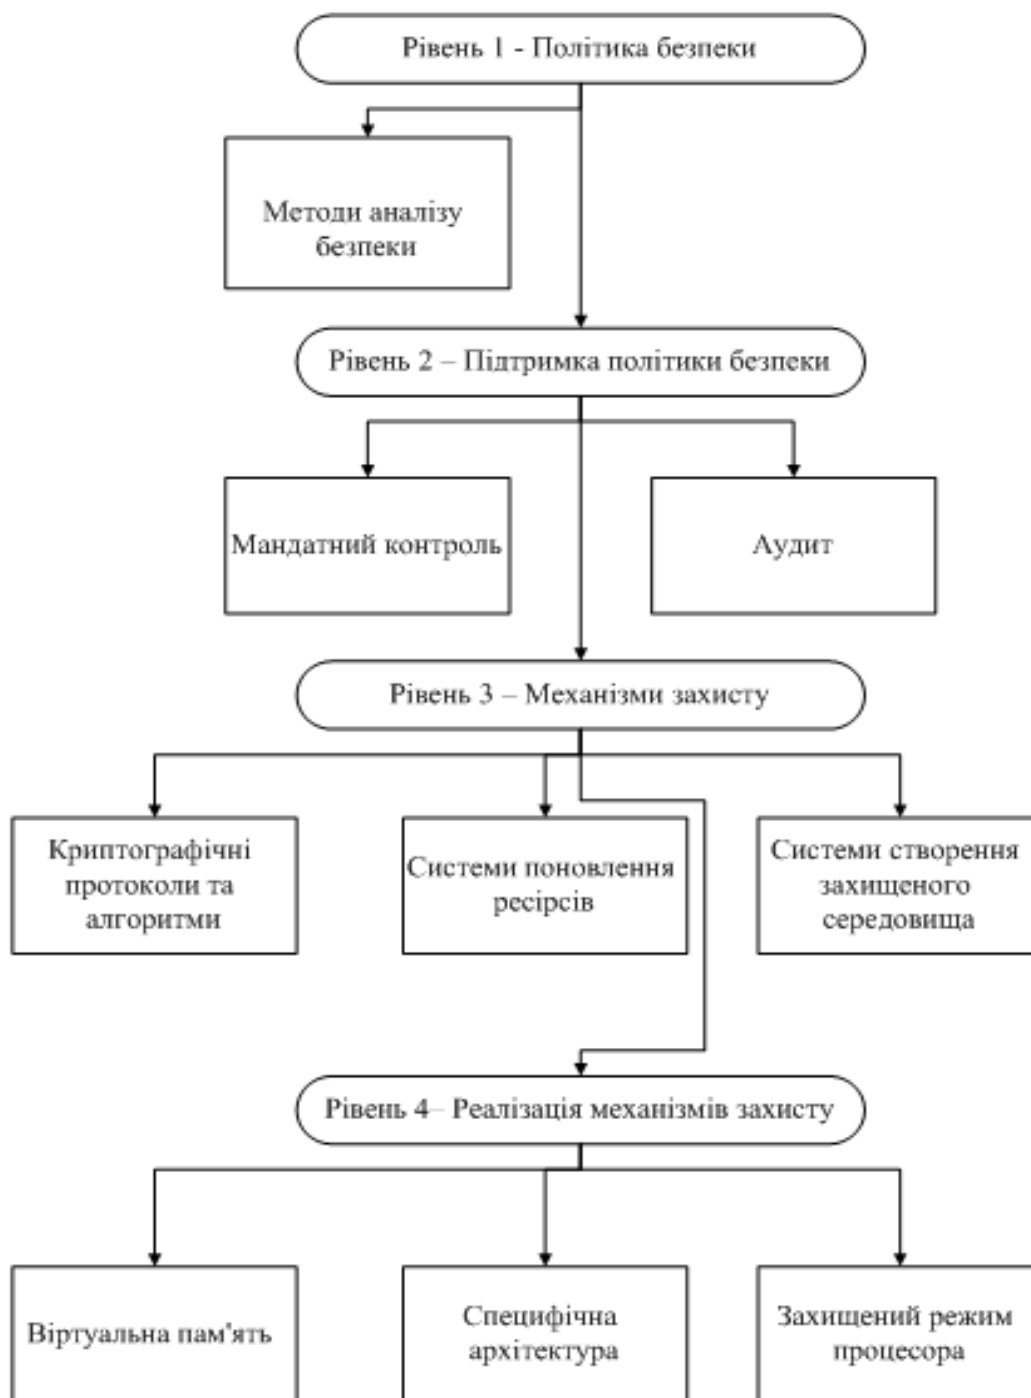 Рівень 1 - Політика безпеки
Методи аналізу
безпеки
Рівень 2 – Підтримка політики безпеки
Мандатний контроль
Аудит
Рівень 3 – Механізми захисту
Криптографічні
протоколи та
алгоритми
Системи поновлення
ресірсів
Системи створення
захищеного
середовища
Рівень 4– Реалізація механізмів захисту
Віртуальна пам'ять
Специфічна
архітектура
Захищений режим
процесора